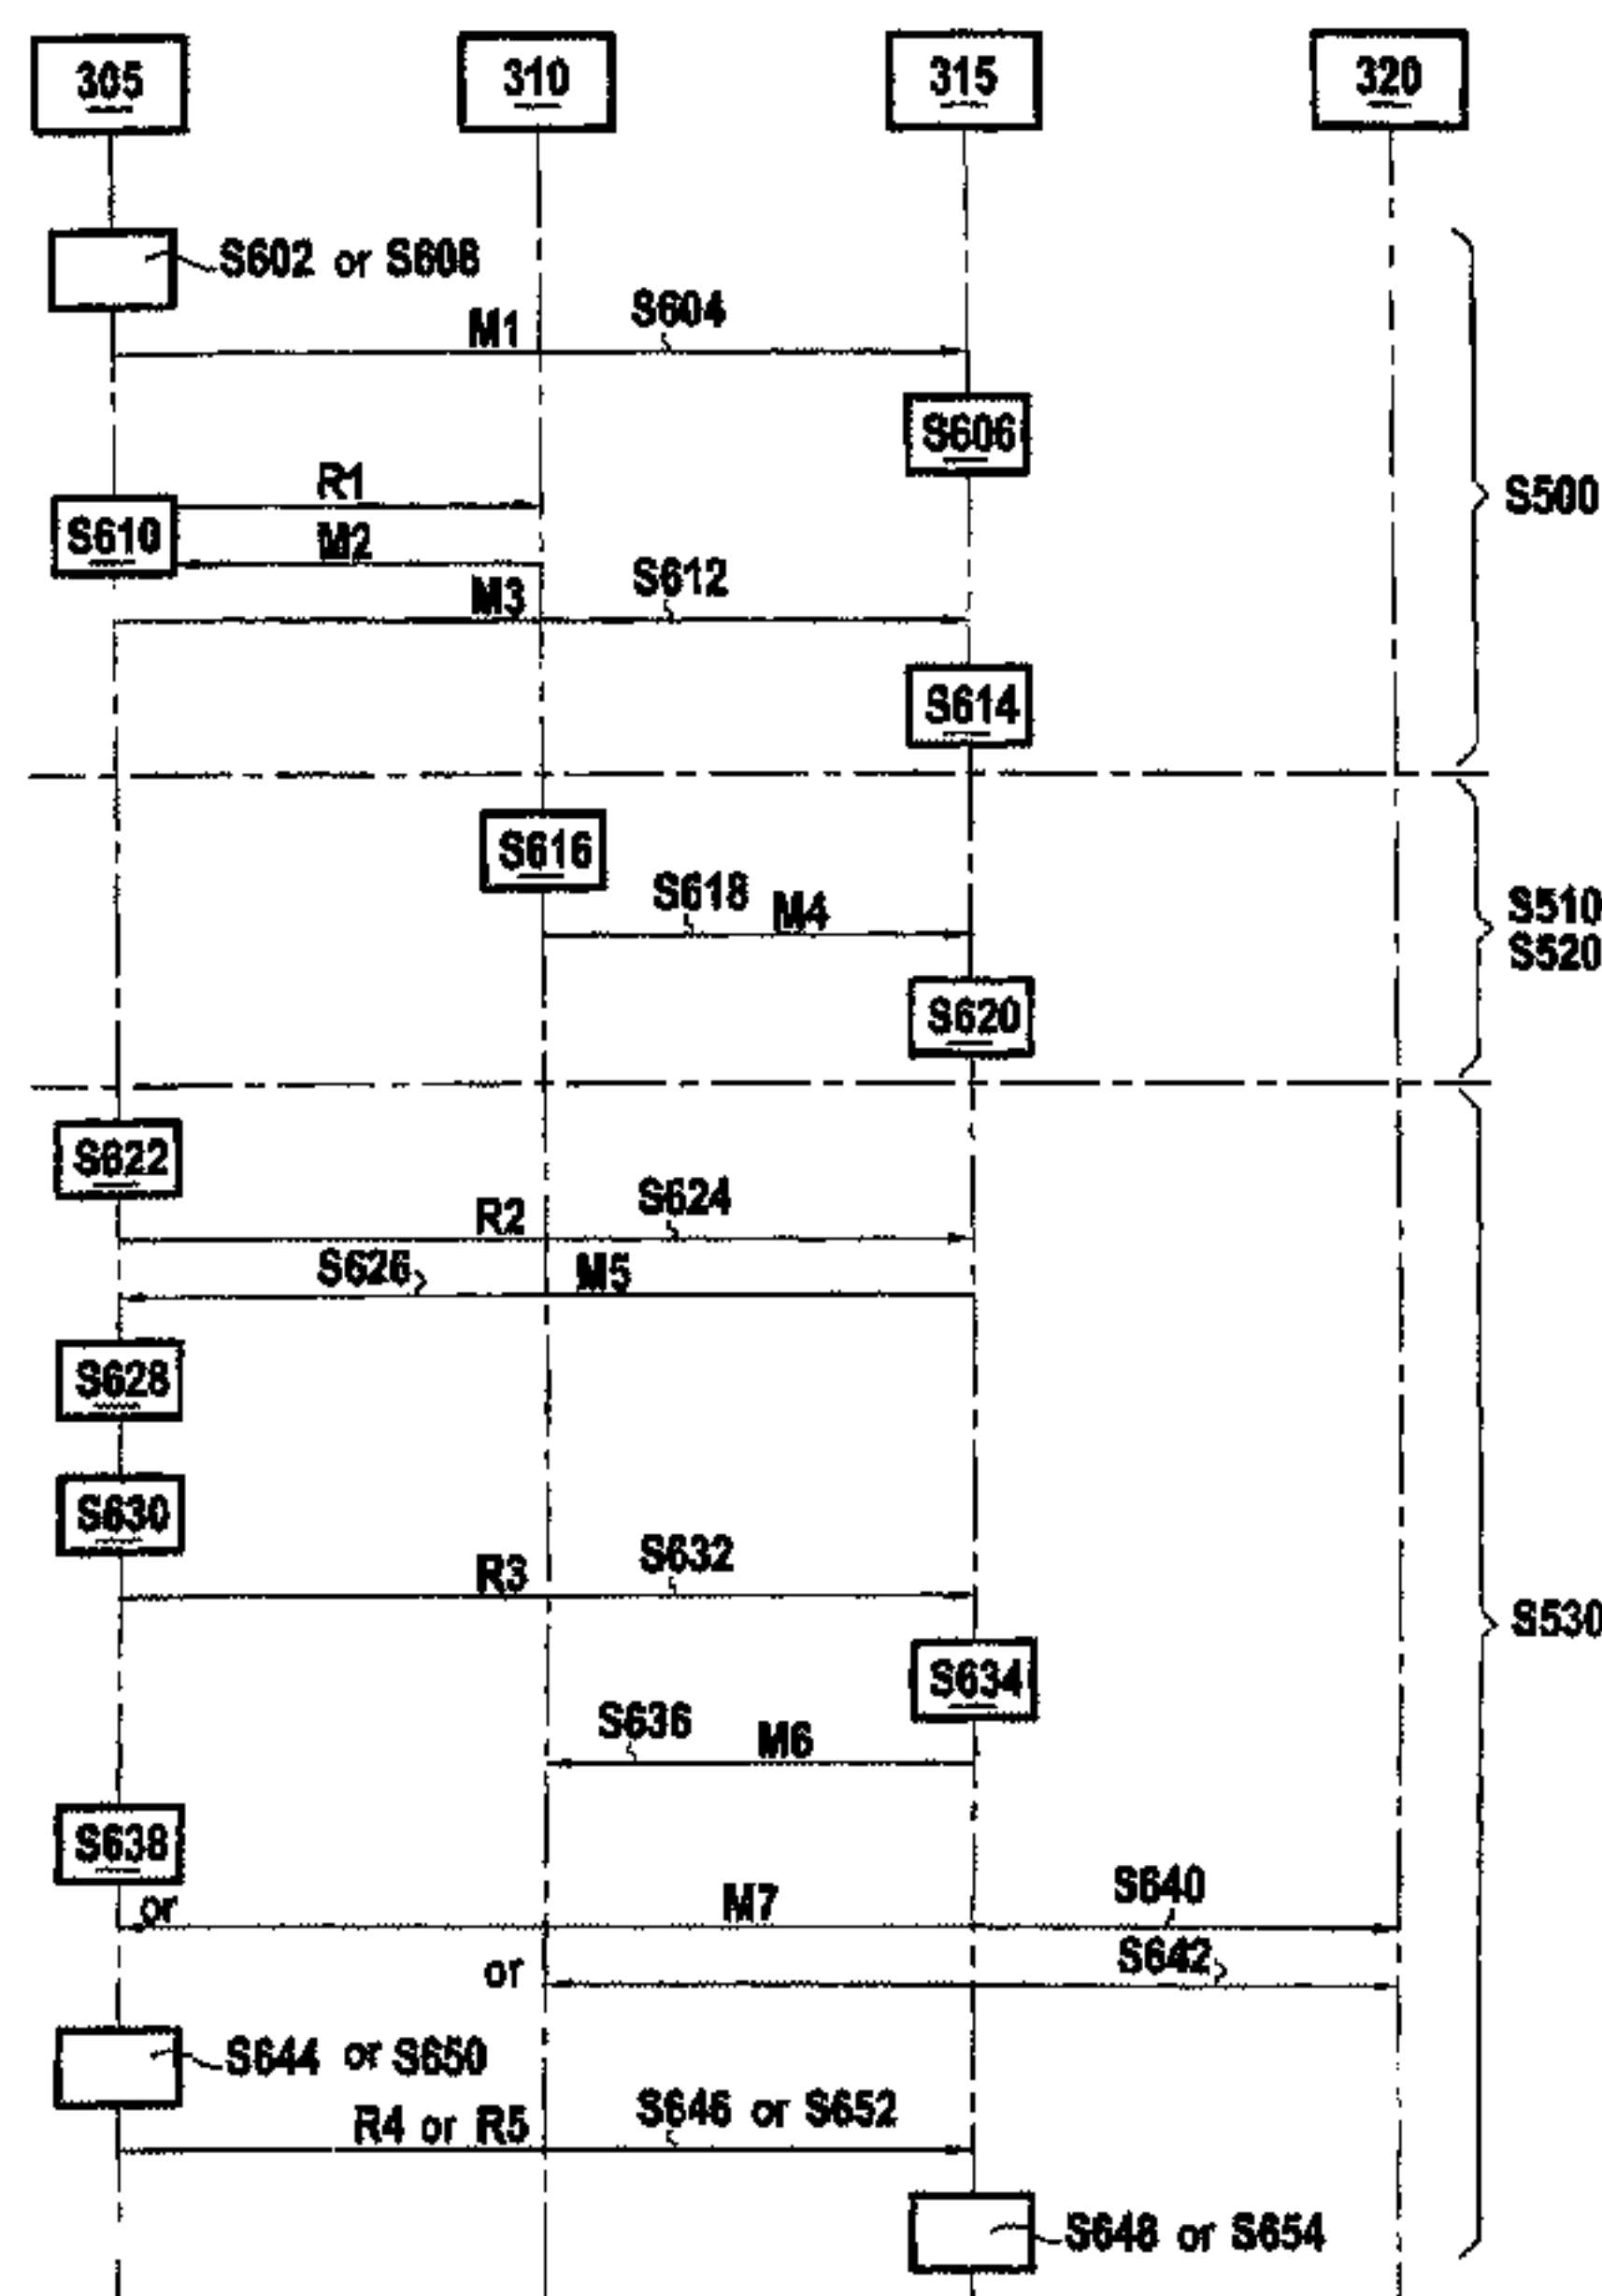 305 310 315 320
S602 or S608
M1 S604
S606
R1
S500
S610
M2
S612
M3
S614
S616
S618 M4
S510
S520
S620
S622
R2 S624
S626 M5
S628
S630
R3 S632
S530
S634
S636 M6
S638
or M7 S640
or S642
S644 or S650
R4 or R5 S646 or S652
S648 or S654